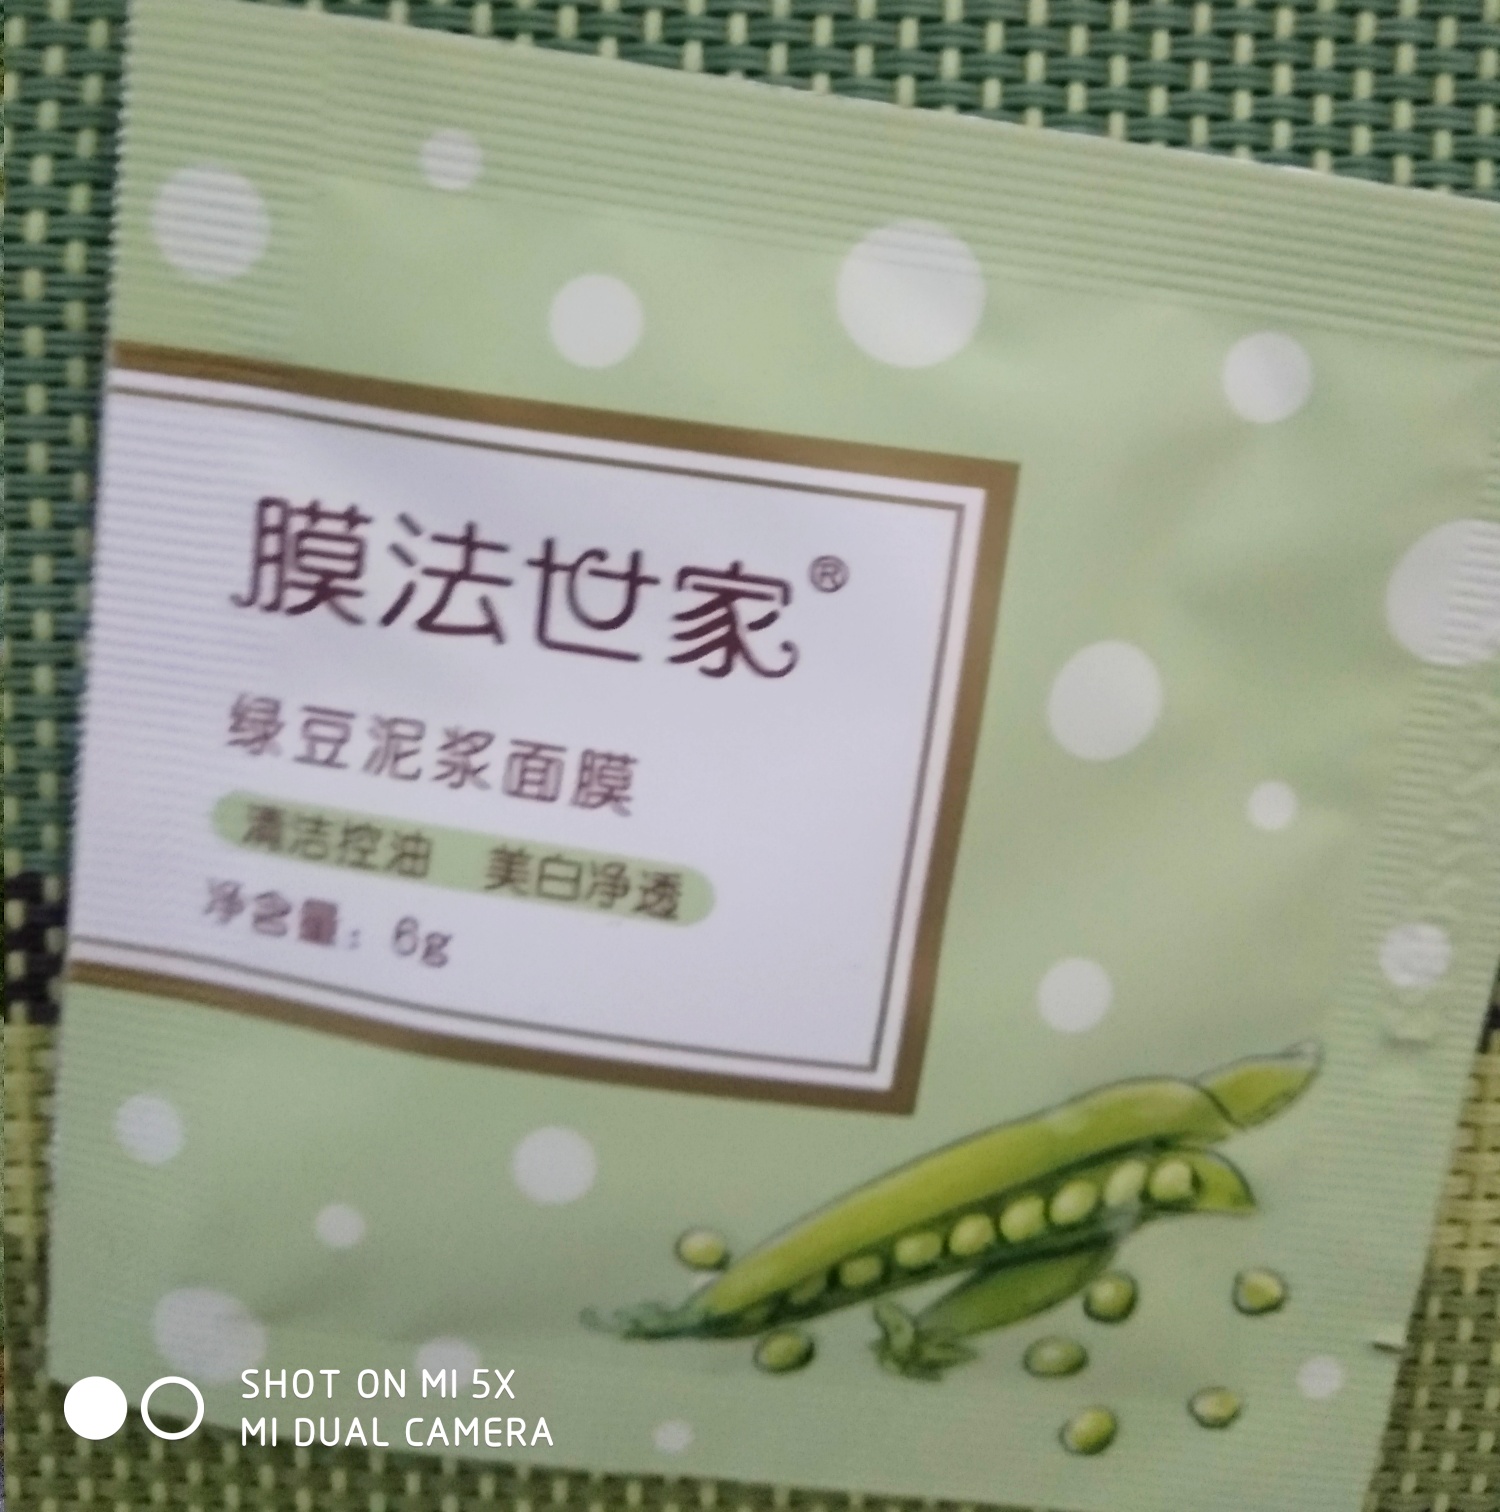 膜法世家®
绿豆泥浆面膜
清洁控油 美白净透
净含量：6g
SHOT ON MI 5X
MI DUAL CAMERA